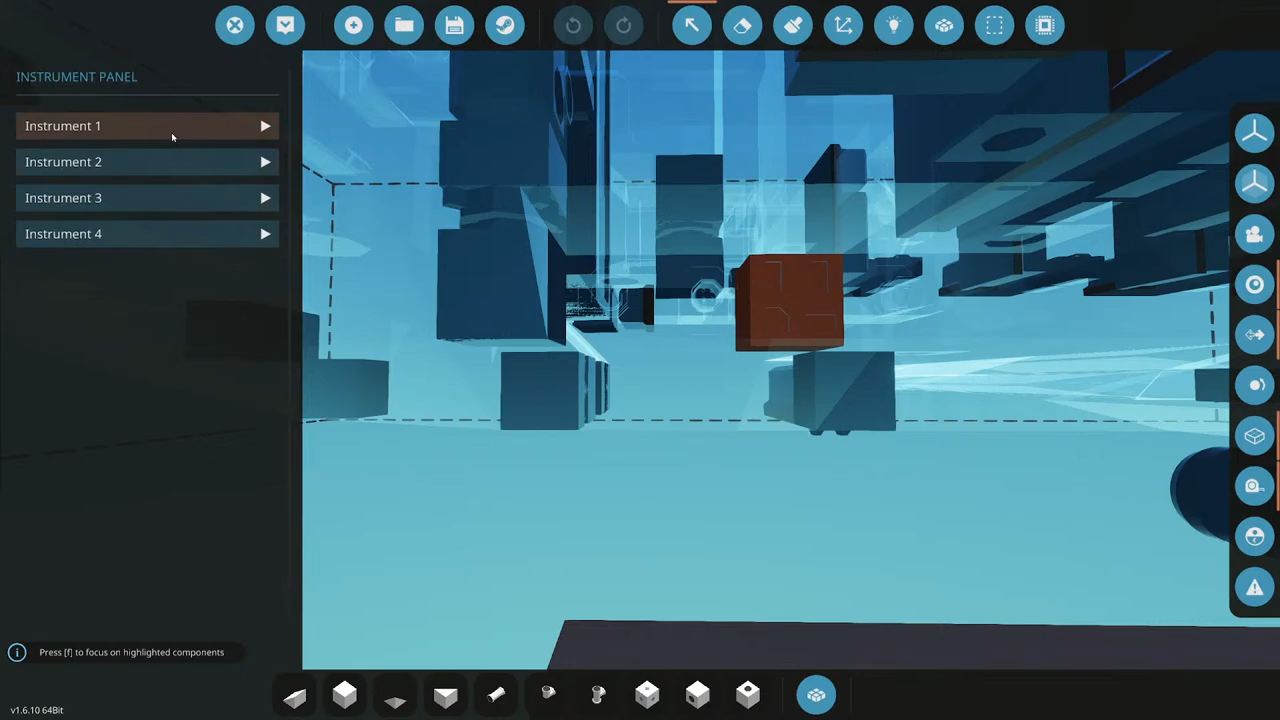 INSTRUMENT PANEL
Instrument 1
Instrument 2
Instrument 3
Instrument 4
Press [f] to focus on highlighted components
v1.6.10 64Bit